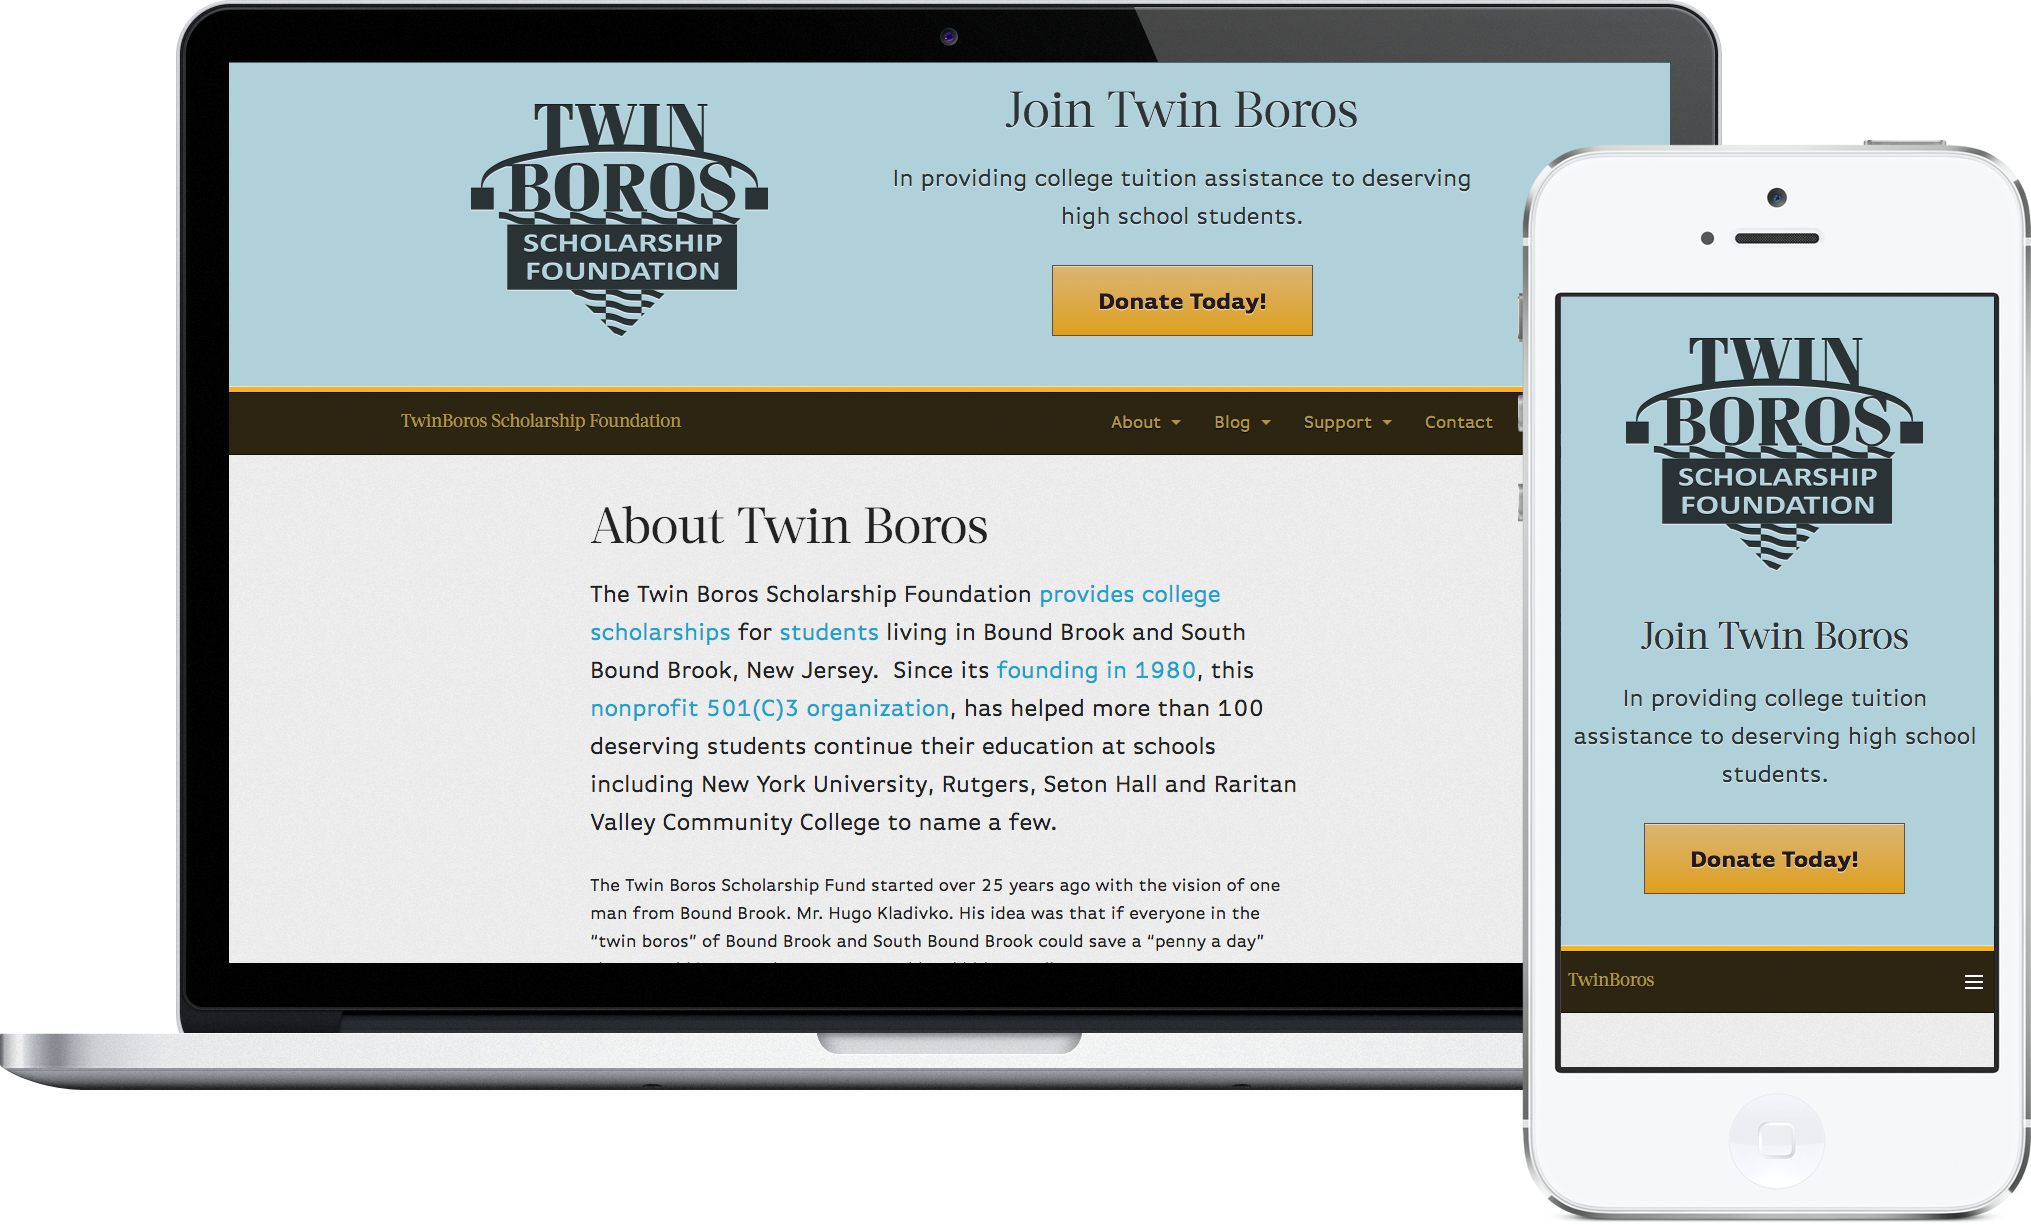 TWIN
BOROS
SCHOLARSHIP
FOUNDATION
Join Twin Boros
In providing college tuition assistance to deserving
high school students.
Donate Today!
TwinBoros Scholarship Foundation
About
Blog
Support
Contact
About Twin Boros
The Twin Boros Scholarship Foundation provides college
scholarships for students living in Bound Brook and South
Bound Brook, New Jersey.  Since its founding in 1980, this
nonprofit 501(C)3 organization, has helped more than 100
deserving students continue their education at schools
including New York University, Rutgers, Seton Hall and Raritan
Valley Community College to name a few.
The Twin Boros Scholarship Fund started over 25 years ago with the vision of one
man from Bound Brook. Mr. Hugo Kladivko. His idea was that if everyone in the
“twin boros” of Bound Brook and South Bound Brook could save a “penny a day”
TWIN
BOROS
SCHOLARSHIP
FOUNDATION
Join Twin Boros
In providing college tuition
assistance to deserving high school
students.
Donate Today!
TwinBoros